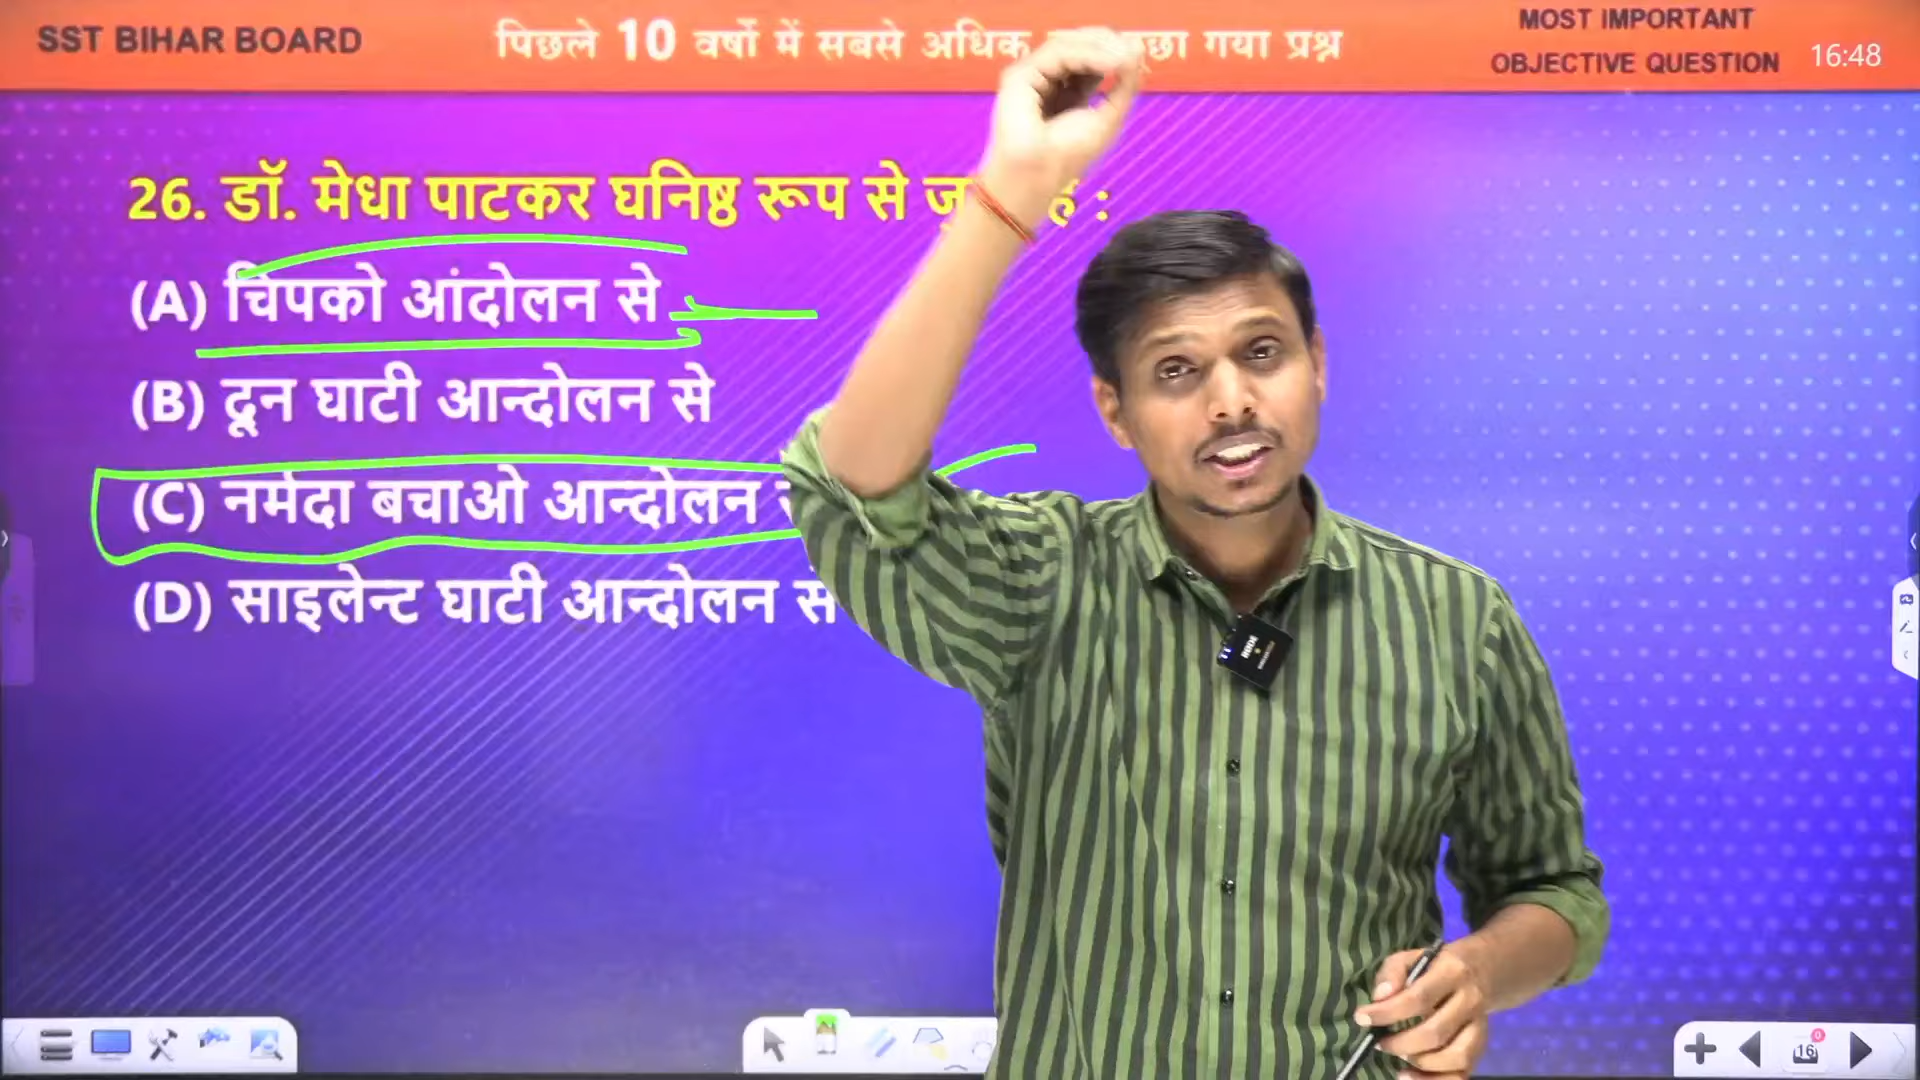 SST BIHAR BOARD
पिछले 10 वर्षो में सबसे अधिक गया प्रश्न
MOST IMPORTANT
OBJECTIVE QUESTION
16:48
26. डॉ. मेधा पाटकर घनिष्ठ रूप से :
(A) चिपको आंदोलन से
(B) दून घाटी आन्दोलन से
(C) नर्मदा बचाओ आन्दोलन
(D) साइलेन्ट घाटी आन्दोलन से
16